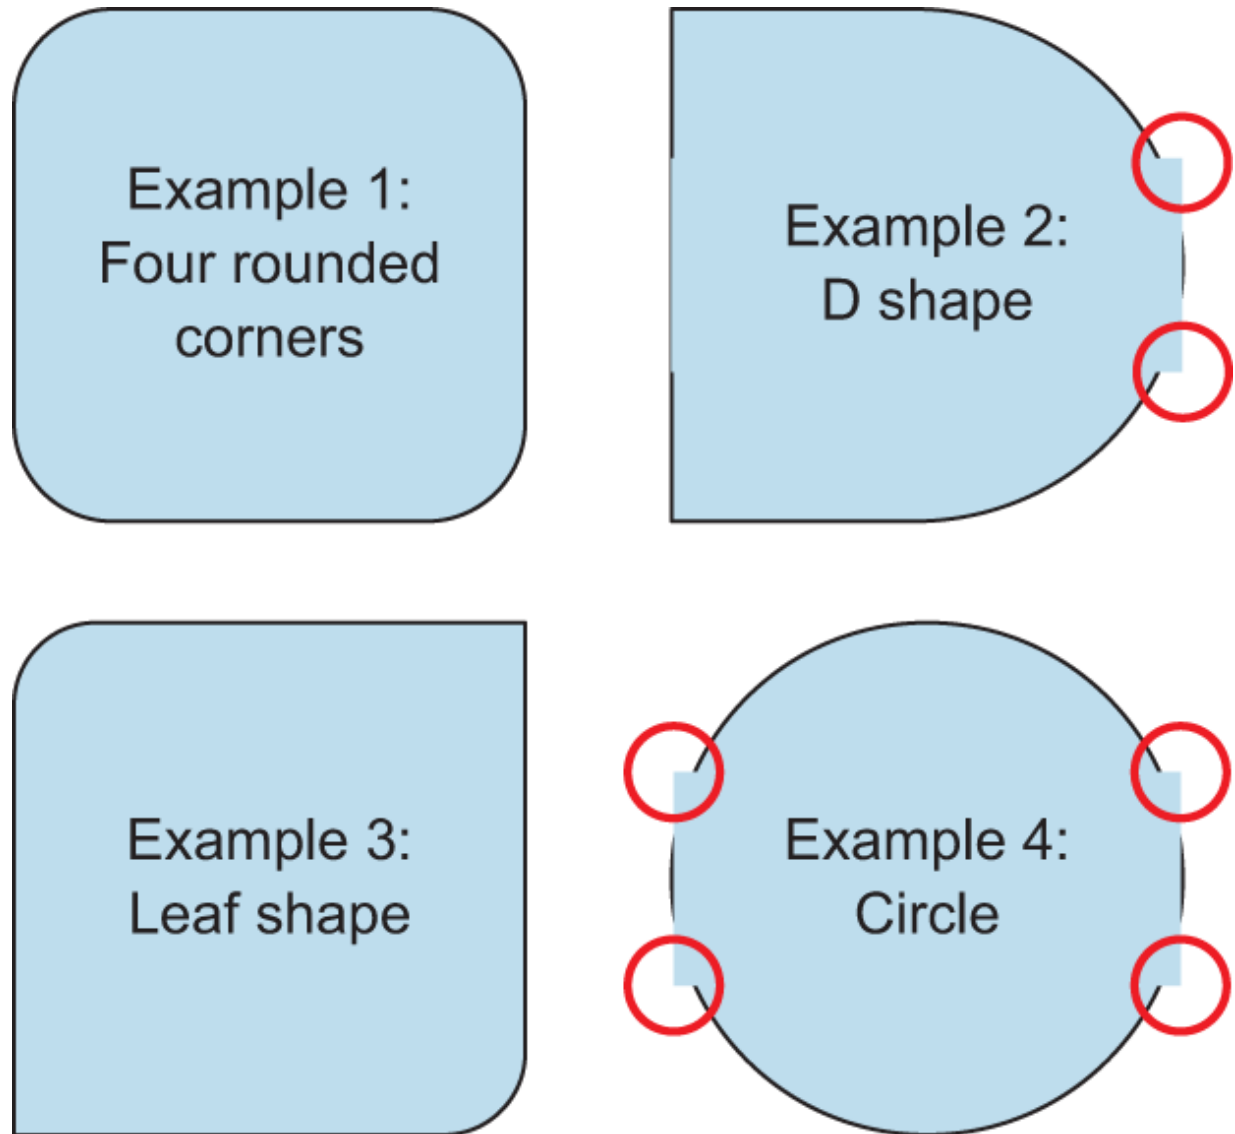 Example 1:
Four rounded
corners
Example 2:
D shape
Example 3:
Leaf shape
Example 4:
Circle